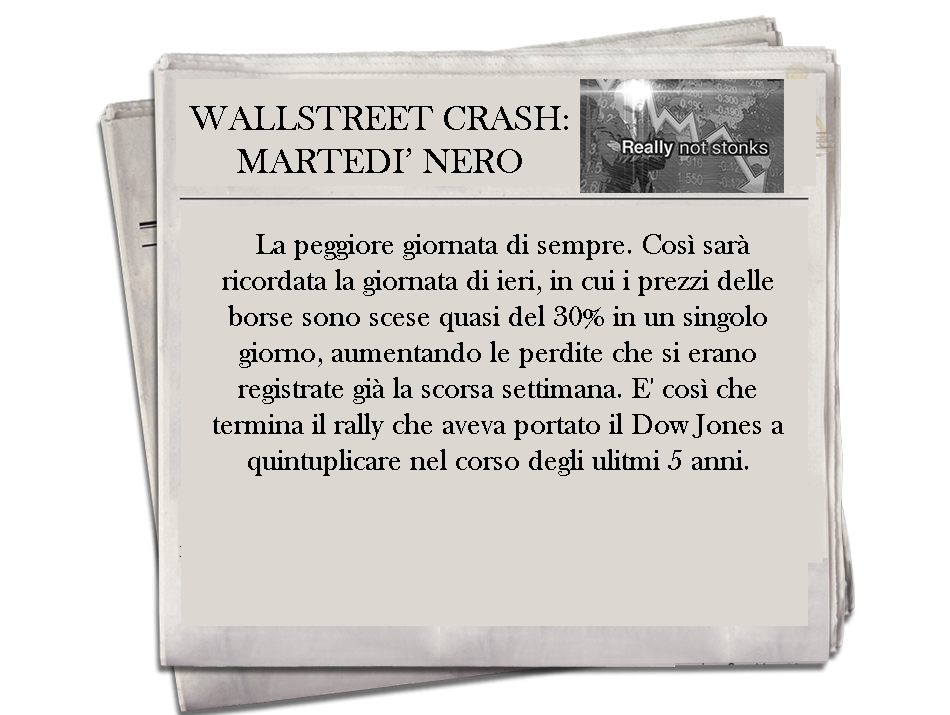 WALLSTREET CRASH:
MARTEDI’ NERO
Really not stonks
La peggiore giornata di sempre. Così sarà
ricordata la giornata di ieri, in cui i prezzi delle
borse sono scese quasi del 30% in un singolo
giorno, aumentando le perdite che si erano
registrate già la scorsa settimana. E' così che
termina il rally che aveva portato il Dow Jones a
quintuplicare nel corso degli ulitmi 5 anni.